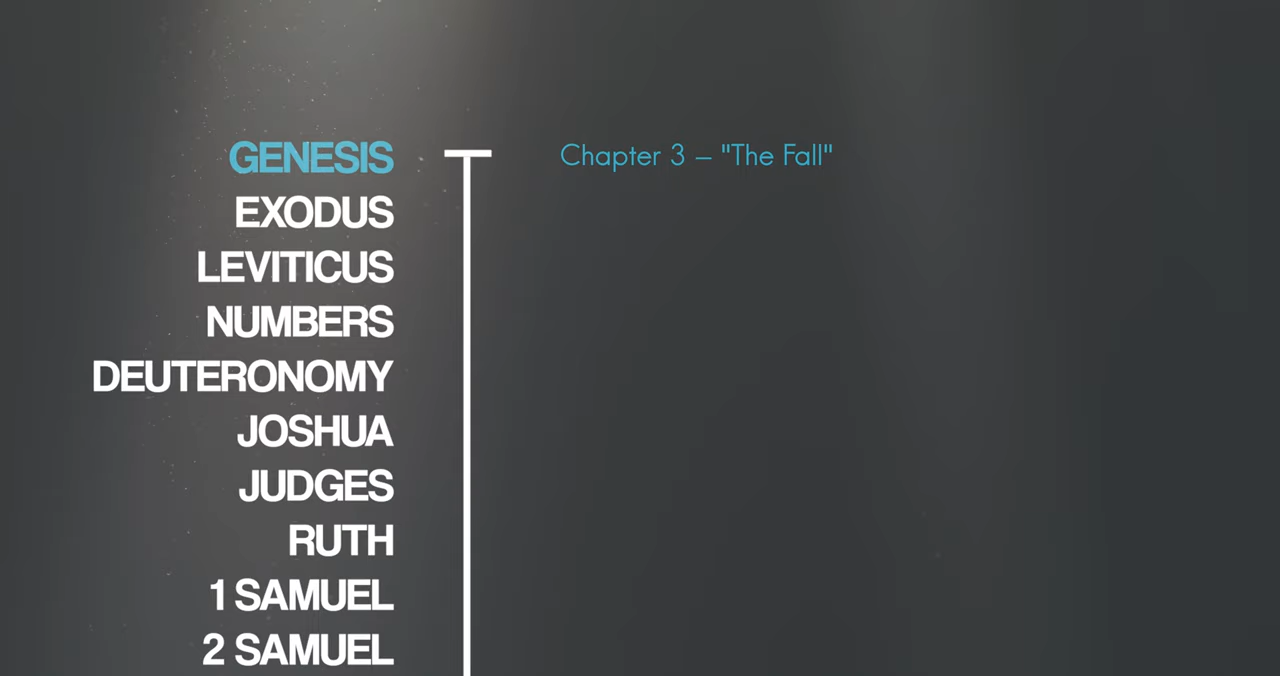 GENESIS
Chapter 3 – "The Fall"
EXODUS
LEVITICUS
NUMBERS
DEUTERONOMY
JOSHUA
JUDGES
RUTH
1 SAMUEL
2 SAMUEL